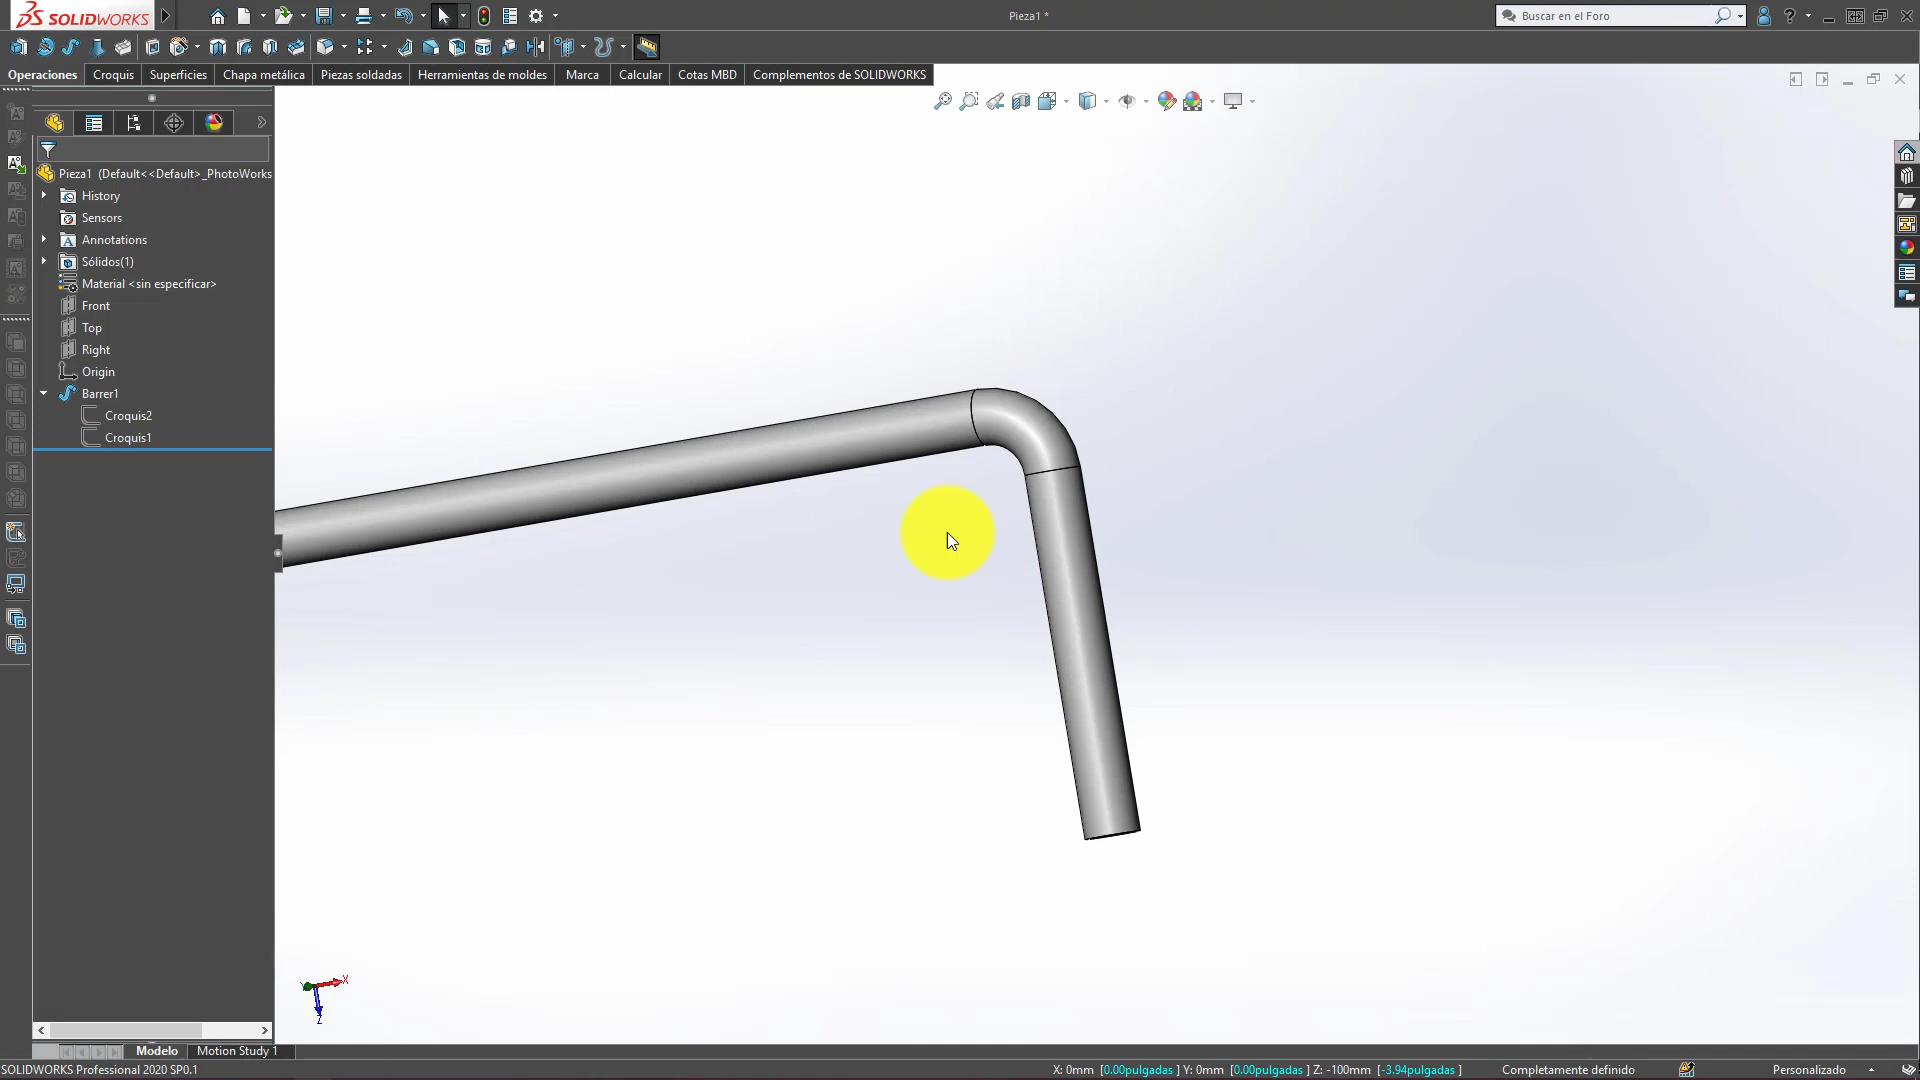 SOLIDWORKS
Pieza1 *
Buscar en el Foro
Operaciones
Croquis
Superficies
Chapa metálica
Piezas soldadas
Herramientas de moldes
Marca
Calcular
Cotas MBD
Complementos de SOLIDWORKS
Pieza1 (Default<<Default>_PhotoWorks
History
Sensors
Annotations
Sólidos(1)
Material <sin especificar>
Front
Top
Right
Origin
Barrer1
Croquis2
Croquis1
X
Z
Modelo
Motion Study 1
SOLIDWORKS Professional 2020 SP0.1
X: 0mm [0.00pulgadas ] Y: 0mm [0.00pulgadas ] Z: -100mm [-3.94pulgadas ]
Completamente definido
Personalizado